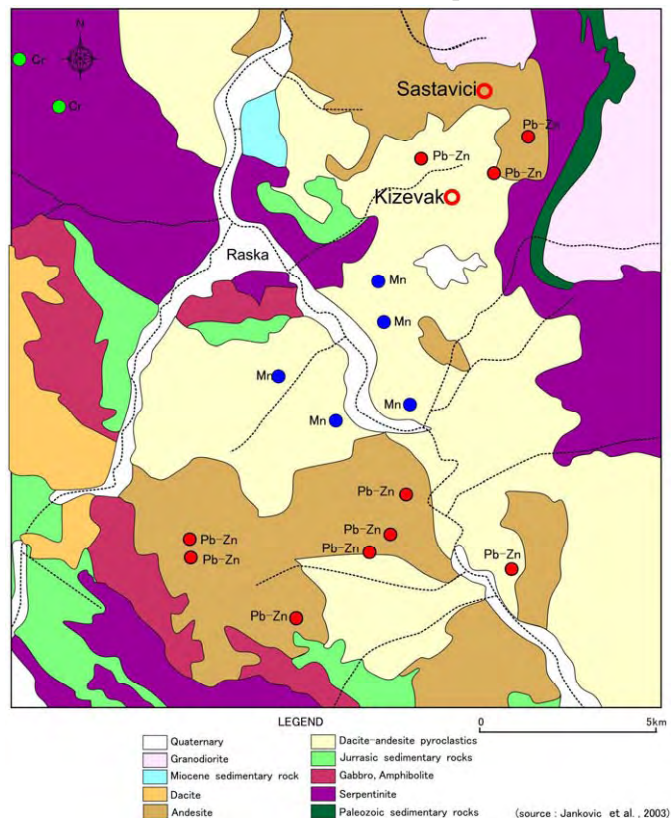 N
Cr
Cr
Sastavici
Pb-Zn
Pb-Zn
Pb-Zn
Kizevak
Raska
Mn
Mn
Mn
Mn
Mn
Pb-Zn
Pb-Zn
Pb-Zn
Pb-Zn
Pb-Zn
Pb-Zn
Pb-Zn
LEGEND
0 5km
Quaternary
Granodiorite
Miocene sedimentary rock
Dacite
Andesite
Dacite-andesite pyroclastics
Jurrasic sedimentary rocks
Gabbro, Amphibolite
Serpentinite
Paleozoic sedimentary rocks
(source : Jankovic et al. , 2003)